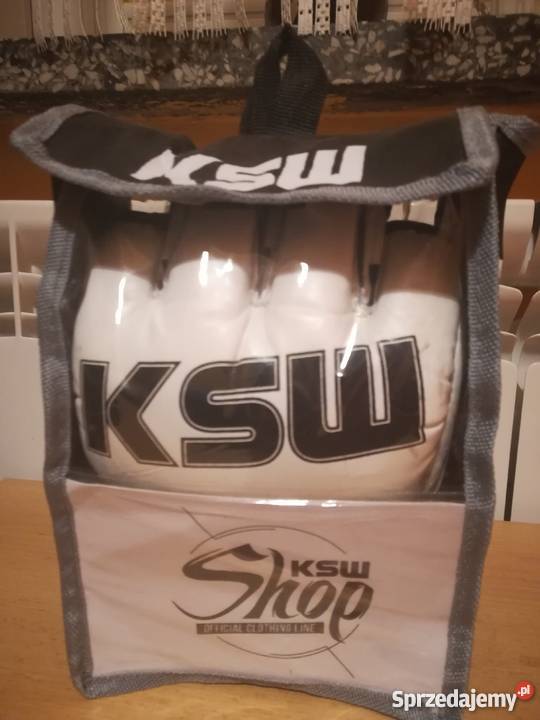 KSW
KSW
KSW
Shop
OFFICIAL CLOTHING LINE
Sprzedajemy.pl